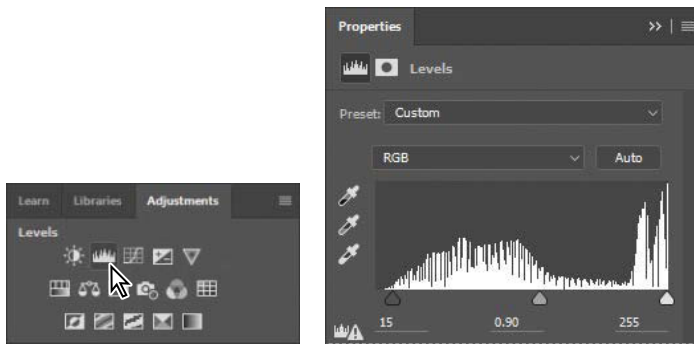 Learn Libraries Adjustments
Levels
Properties
Levels
Preset: Custom
RGB Auto
15 0.90 255